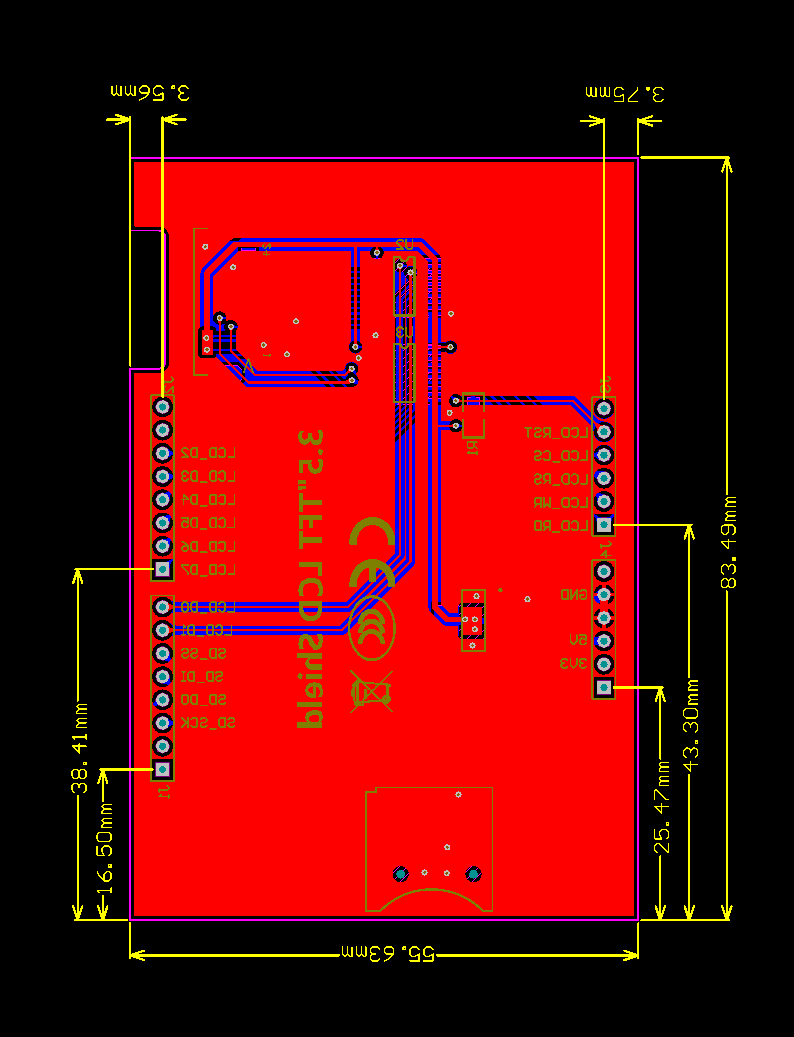 3.56mm
3.75mm
U2
U3
J2
J3
LCD_D2
LCD_D3
LCD_D4
LCD_D5
LCD_D6
LCD_D7
LCD_RST
LCD_CS
LCD_RS
LCD_WR
LCD_RD
R1
3.5"TFT LCD Shield
CE
J4
GND
5V
3V3
LCD_D0
LCD_D1
SD_SS
SD_DI
SD_DO
SD_SCK
J1
38.41mm
16.50mm
83.49mm
43.30mm
25.47mm
55.63mm